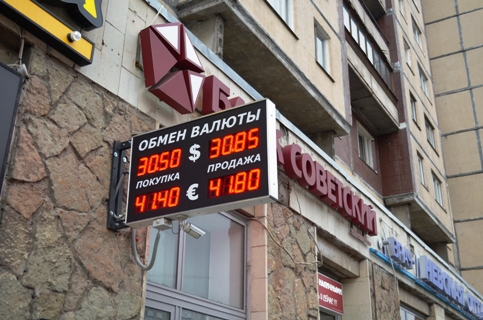 ОБМЕН ВАЛЮТЫ
30.50 $ 30.85
ПОКУПКА ПРОДАЖА
41.40 € 41.80
СОВЕТСКИЙ